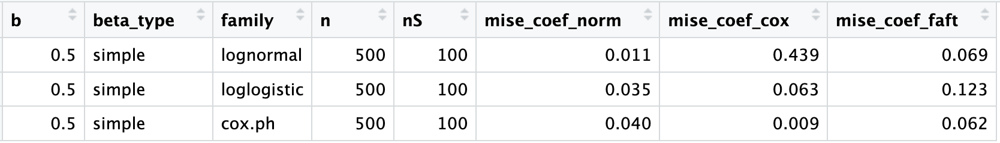 b beta_type family n nS mise_coef_norm mise_coef_cox mise_coef_faft
0.5 simple lognormal 500 100 0.011 0.439 0.069
0.5 simple loglogistic 500 100 0.035 0.063 0.123
0.5 simple cox.ph 500 100 0.040 0.009 0.062